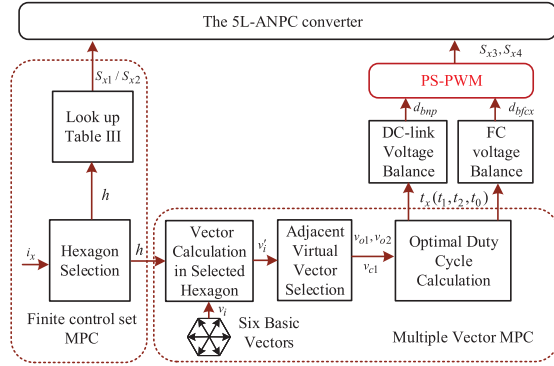 The 5L-ANPC converter
S_{x1} / S_{x2}
S_{x3}, S_{x4}
PS-PWM
Look up
Table III
d_{bnp}
d_{bfcx}
DC-link
Voltage
Balance
FC
voltage
Balance
h
t_x(t_1,t_2,t_0)
i_x
Hexagon
Selection
h
Vector
Calculation
in Selected
Hexagon
v_i'
Adjacent
Virtual
Vector
Selection
v_{o1},v_{o2}
v_{c1}
Optimal Duty
Cycle
Calculation
v_i
Finite control set
MPC
Six Basic
Vectors
Multiple Vector MPC